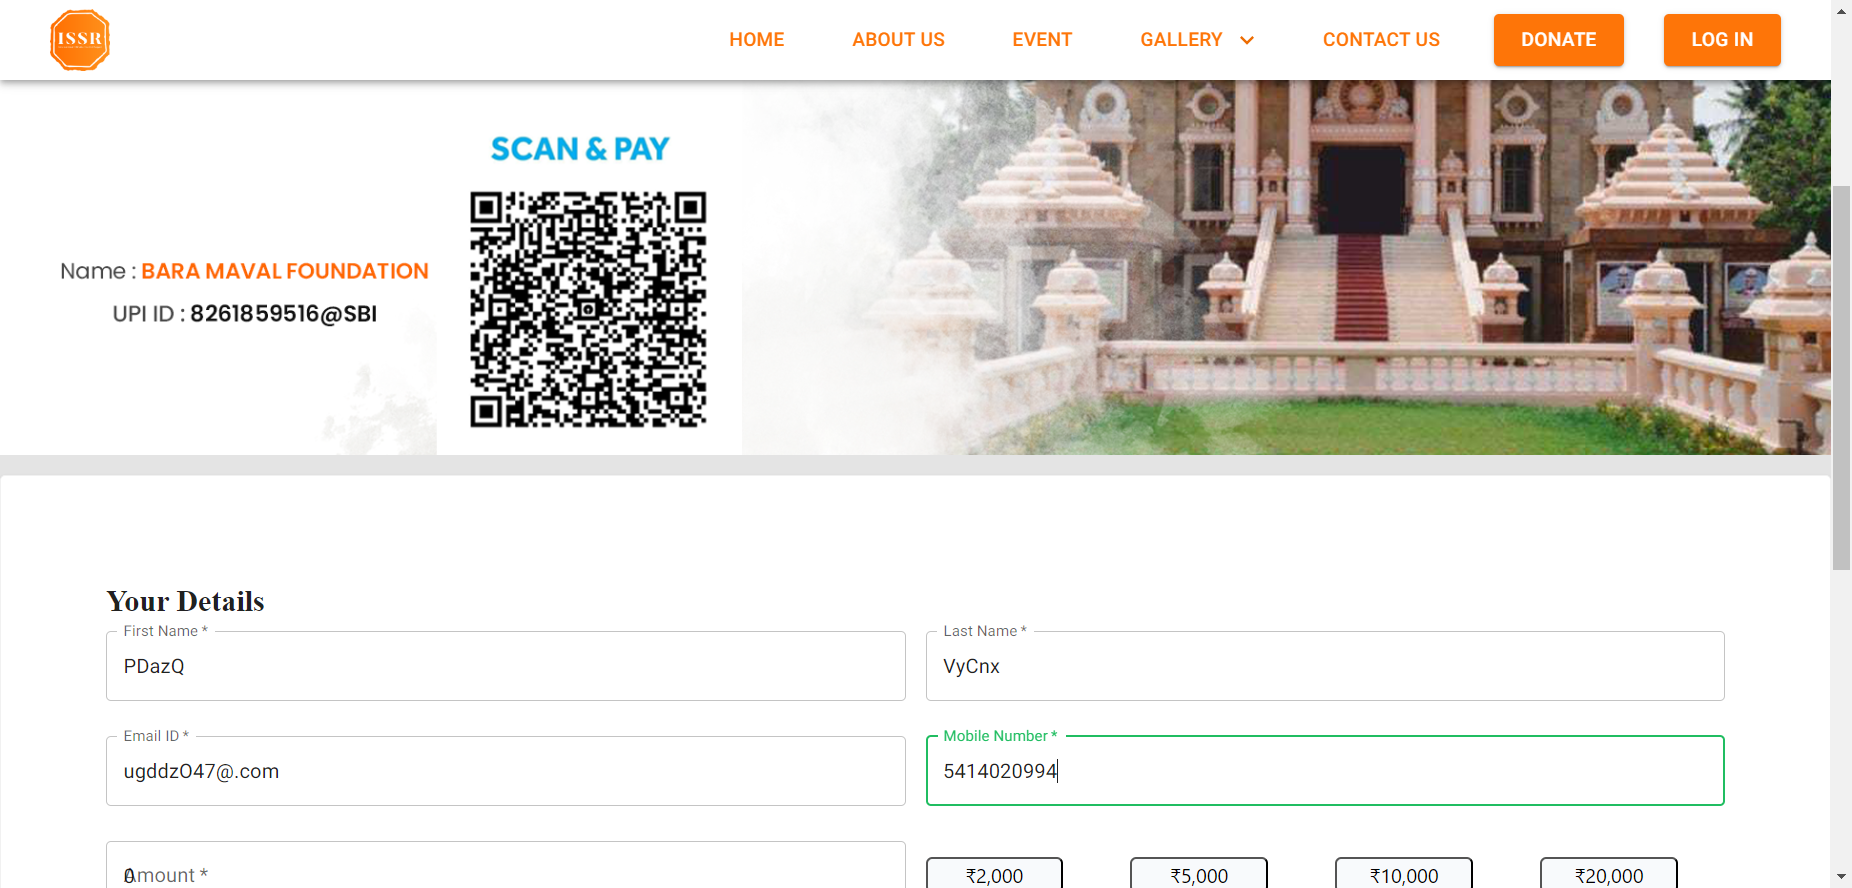 ISSR
HOME
ABOUT US
EVENT
GALLERY
CONTACT US
DONATE
LOG IN
SCAN & PAY
Name : BARA MAVAL FOUNDATION
UPI ID : 8261859516@SBI
Your Details
First Name *
PDazQ
Last Name *
VyCnx
Email ID *
ugddzO47@.com
Mobile Number *
5414020994
Amount *
0
₹2,000
₹5,000
₹10,000
₹20,000